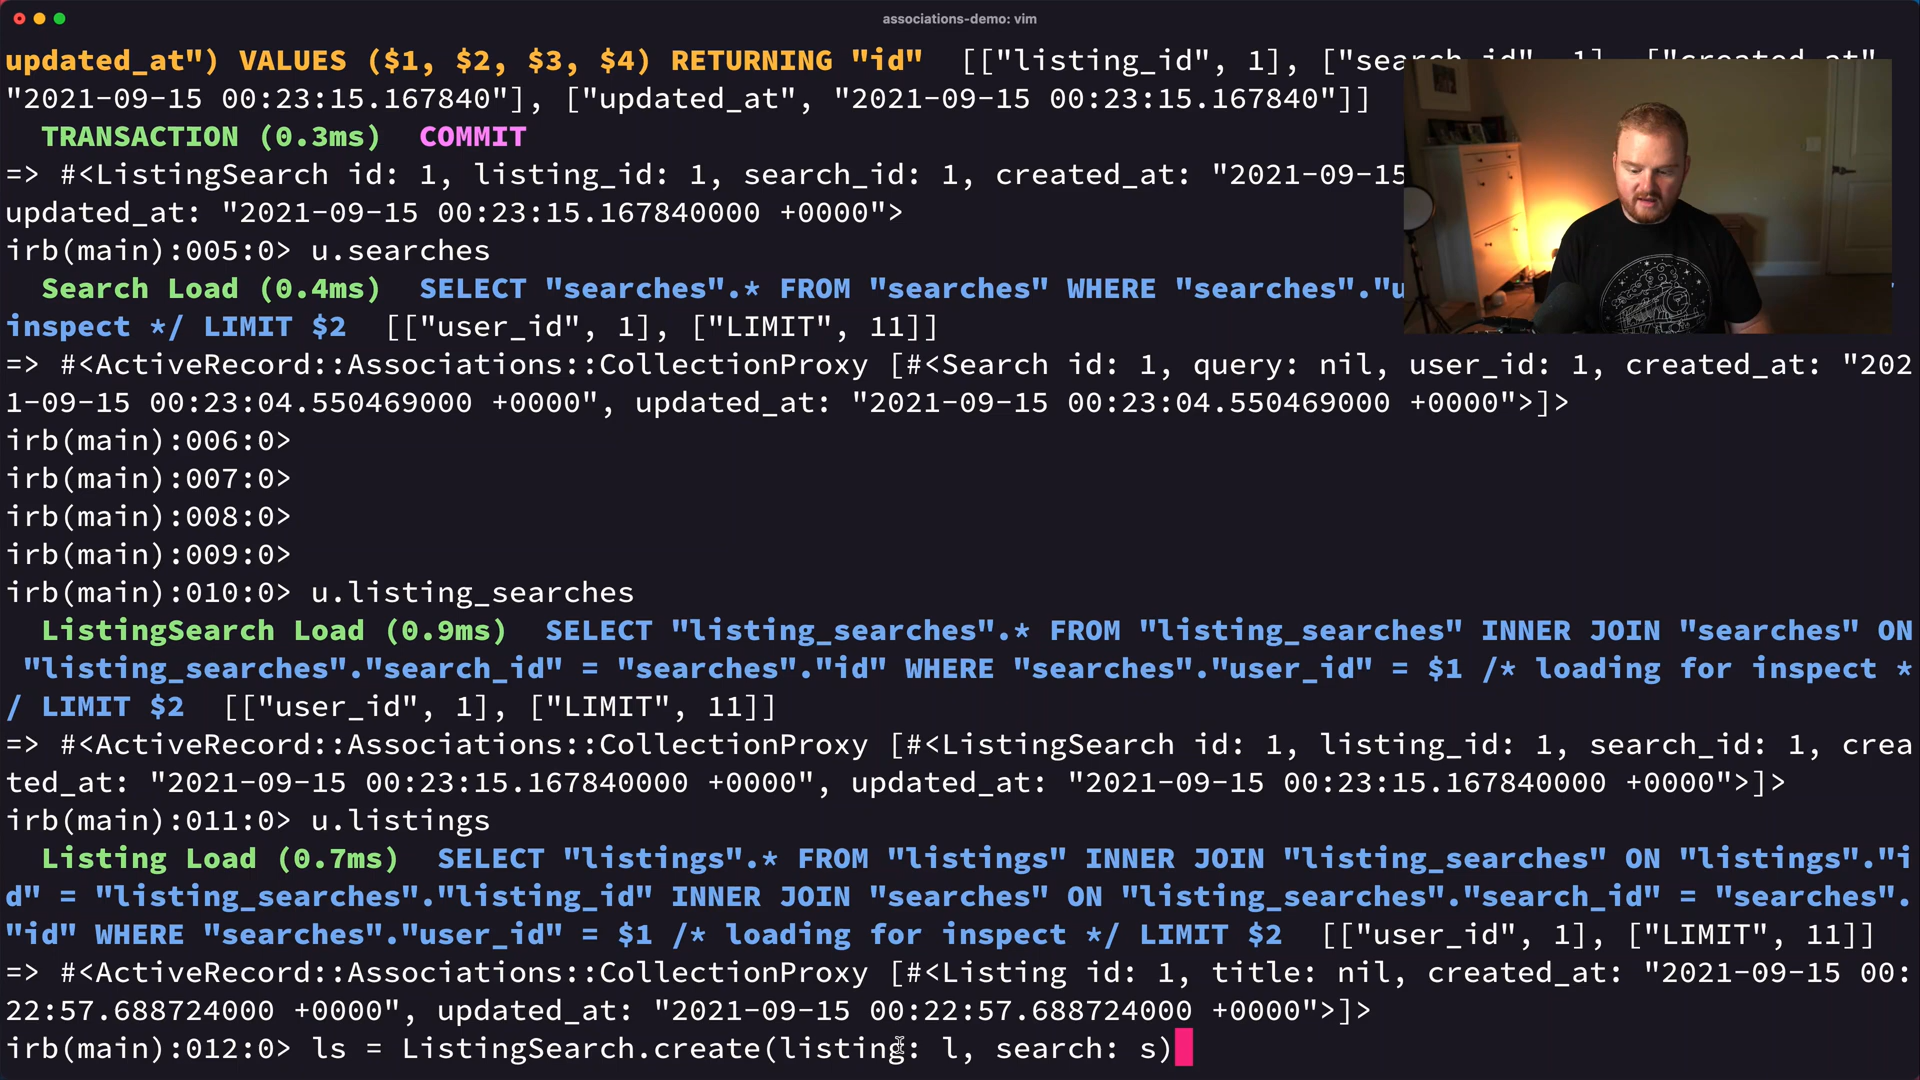 associations-demo: vim
updated_at") VALUES ($1, $2, $3, $4) RETURNING "id"  [["listing_id", 1], ["search_id", 1], ["created_at"
"2021-09-15 00:23:15.167840"], ["updated_at", "2021-09-15 00:23:15.167840"]]
TRANSACTION (0.3ms)  COMMIT
=> #<ListingSearch id: 1, listing_id: 1, search_id: 1, created_at: "2021-09-15
updated_at: "2021-09-15 00:23:15.167840000 +0000">
irb(main):005:0> u.searches
Search Load (0.4ms)  SELECT "searches".* FROM "searches" WHERE "searches"."u
inspect */ LIMIT $2  [["user_id", 1], ["LIMIT", 11]]
=> #<ActiveRecord::Associations::CollectionProxy [#<Search id: 1, query: nil, user_id: 1, created_at: "202
1-09-15 00:23:04.550469000 +0000", updated_at: "2021-09-15 00:23:04.550469000 +0000">]>
irb(main):006:0>
irb(main):007:0>
irb(main):008:0>
irb(main):009:0>
irb(main):010:0> u.listing_searches
ListingSearch Load (0.9ms)  SELECT "listing_searches".* FROM "listing_searches" INNER JOIN "searches" ON
"listing_searches"."search_id" = "searches"."id" WHERE "searches"."user_id" = $1 /* loading for inspect *
/ LIMIT $2  [["user_id", 1], ["LIMIT", 11]]
=> #<ActiveRecord::Associations::CollectionProxy [#<ListingSearch id: 1, listing_id: 1, search_id: 1, crea
ted_at: "2021-09-15 00:23:15.167840000 +0000", updated_at: "2021-09-15 00:23:15.167840000 +0000">]>
irb(main):011:0> u.listings
Listing Load (0.7ms)  SELECT "listings".* FROM "listings" INNER JOIN "listing_searches" ON "listings"."i
d" = "listing_searches"."listing_id" INNER JOIN "searches" ON "listing_searches"."search_id" = "searches".
"id" WHERE "searches"."user_id" = $1 /* loading for inspect */ LIMIT $2  [["user_id", 1], ["LIMIT", 11]]
=> #<ActiveRecord::Associations::CollectionProxy [#<Listing id: 1, title: nil, created_at: "2021-09-15 00:
22:57.688724000 +0000", updated_at: "2021-09-15 00:22:57.688724000 +0000">]>
irb(main):012:0> ls = ListingSearch.create(listing: l, search: s)